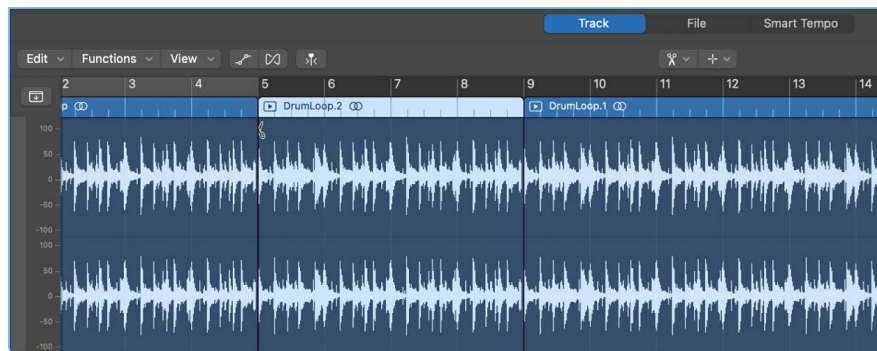 Track File Smart Tempo
Edit Functions View
2 3 4 5 6 7 8 9 10 11 12 13 14
p DrumLoop.2 DrumLoop.1
100
50
0
-50
-100
100
50
0
-50
-100